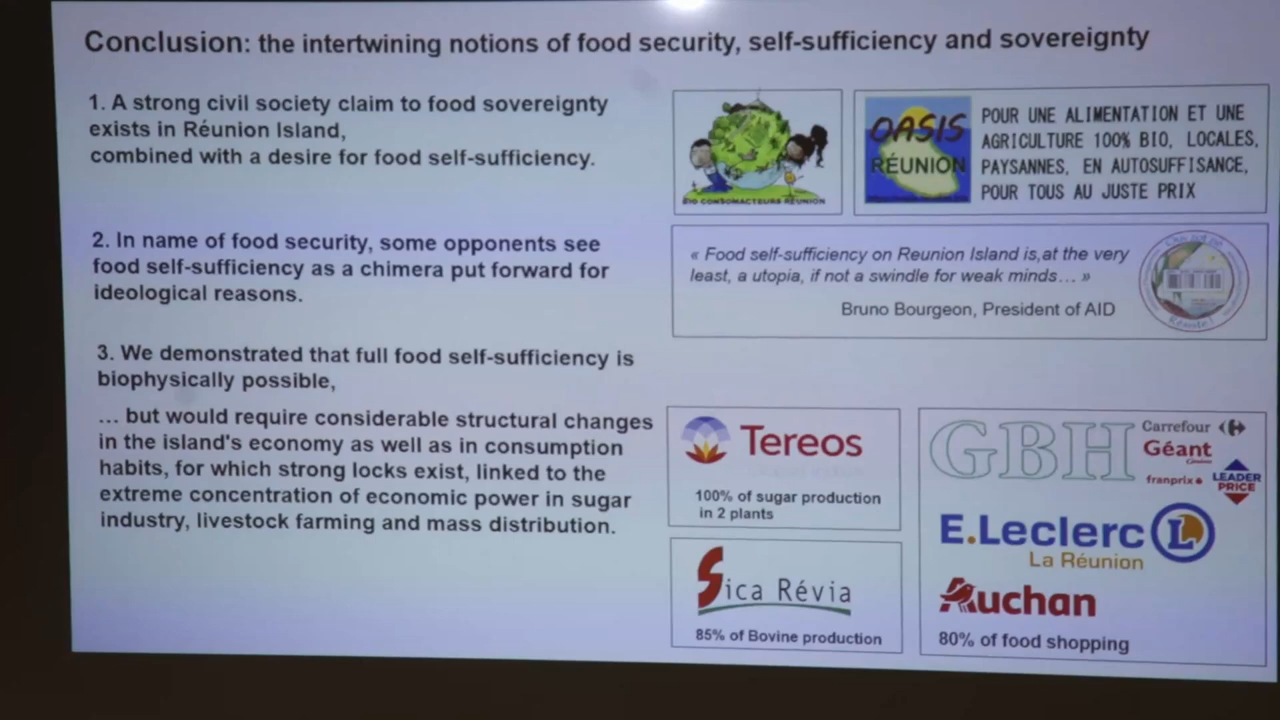 Conclusion: the intertwining notions of food security, self-sufficiency and sovereignty
1. A strong civil society claim to food sovereignty
exists in Réunion Island,
combined with a desire for food self-sufficiency.
BIO CONSOMACTEURS RÉUNION
OASIS
RÉUNION
POUR UNE ALIMENTATION ET UNE
AGRICULTURE 100% BIO, LOCALES,
PAYSANNES, EN AUTOSUFFISANCE,
POUR TOUS AU JUSTE PRIX
2. In name of food security, some opponents see
food self-sufficiency as a chimera put forward for
ideological reasons.
« Food self-sufficiency on Reunion Island is,at the very
least, a utopia, if not a swindle for weak minds... »
Bruno Bourgeon, President of AID
3. We demonstrated that full food self-sufficiency is
biophysically possible,
... but would require considerable structural changes
in the island's economy as well as in consumption
habits, for which strong locks exist, linked to the
extreme concentration of economic power in sugar
industry, livestock farming and mass distribution.
Tereos
100% of sugar production
in 2 plants
Sica Révia
85% of Bovine production
GBH
Carrefour
Géant
Casino
franprix
LEADER
PRICE
E.Leclerc L
La Réunion
Auchan
80% of food shopping